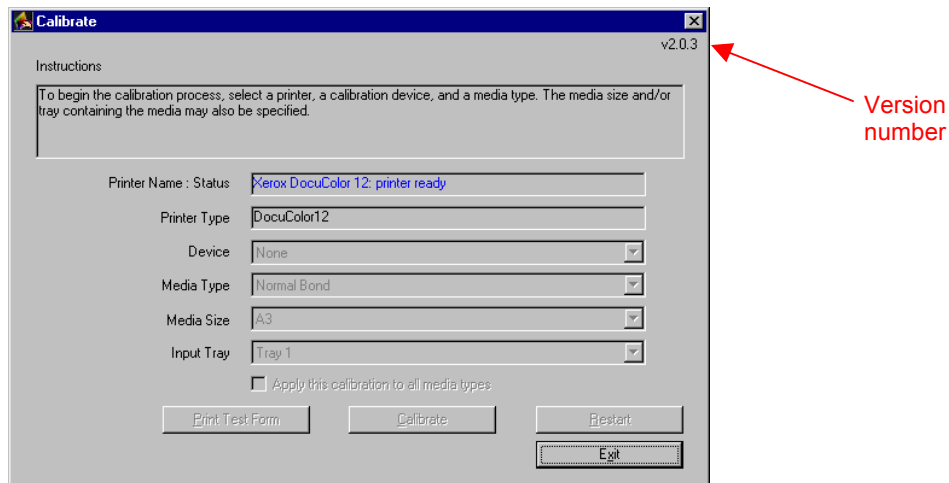 Calibrate
v2.0.3
Instructions
To begin the calibration process, select a printer, a calibration device, and a media type. The media size and/or
tray containing the media may also be specified.
Version
number
Printer Name : Status
Xerox DocuColor 12: printer ready
Printer Type
DocuColor12
Device
None
Media Type
Normal Bond
Media Size
A3
Input Tray
Tray 1
Apply this calibration to all media types
Print Test Form
Calibrate
Restart
Exit